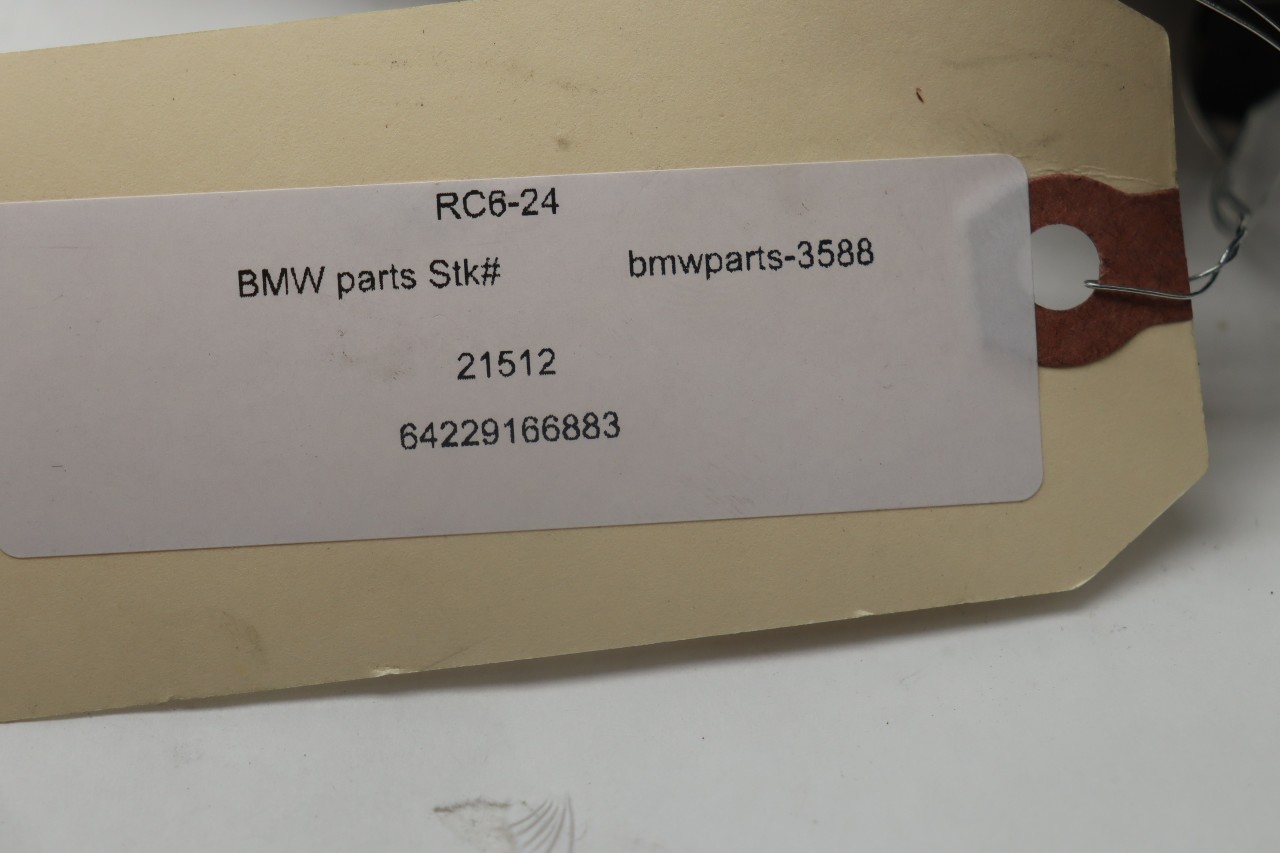 RC6-24
BMW parts Stk# bmwparts-3588
21512
64229166883